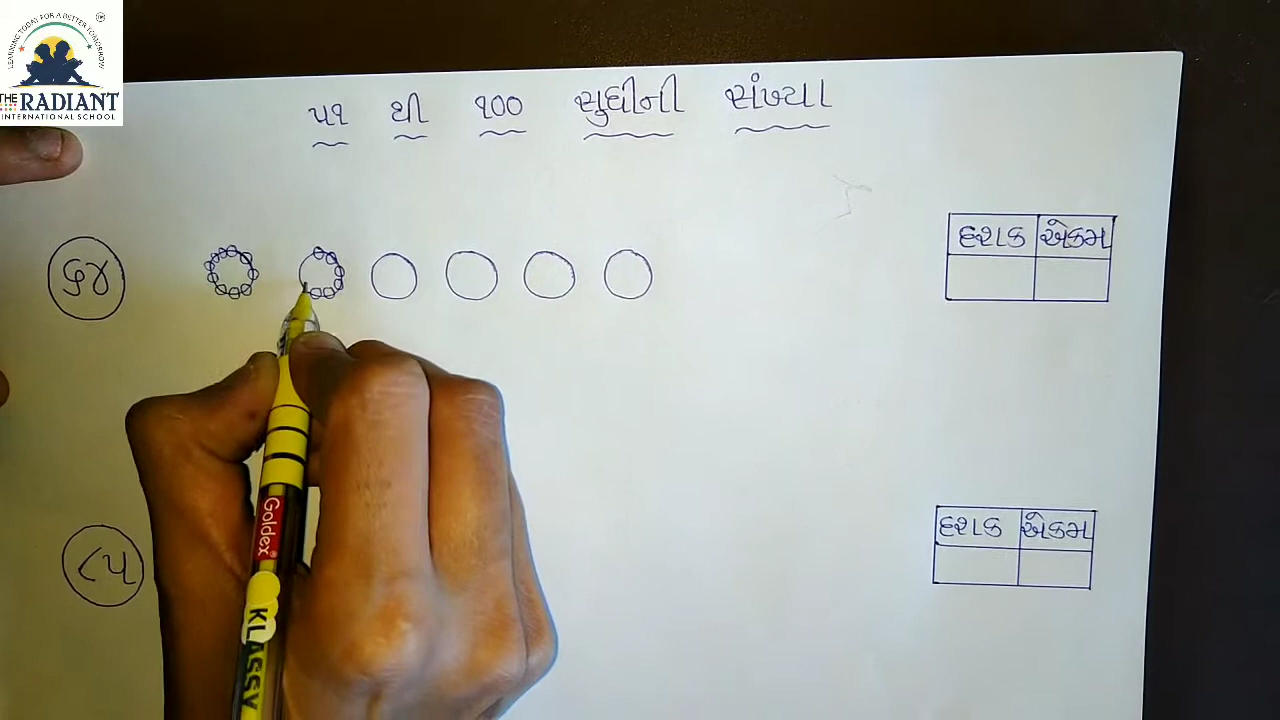 LEARNING TODAY FOR A BETTER TOMORROW
THE RADIANT
INTERNATIONAL SCHOOL
૫૧ થી ૧૦૦ સુધીની સંખ્યા
૬૪
દશક એકમ
૮૫
દશક એકમ
Goldex
KLASSY